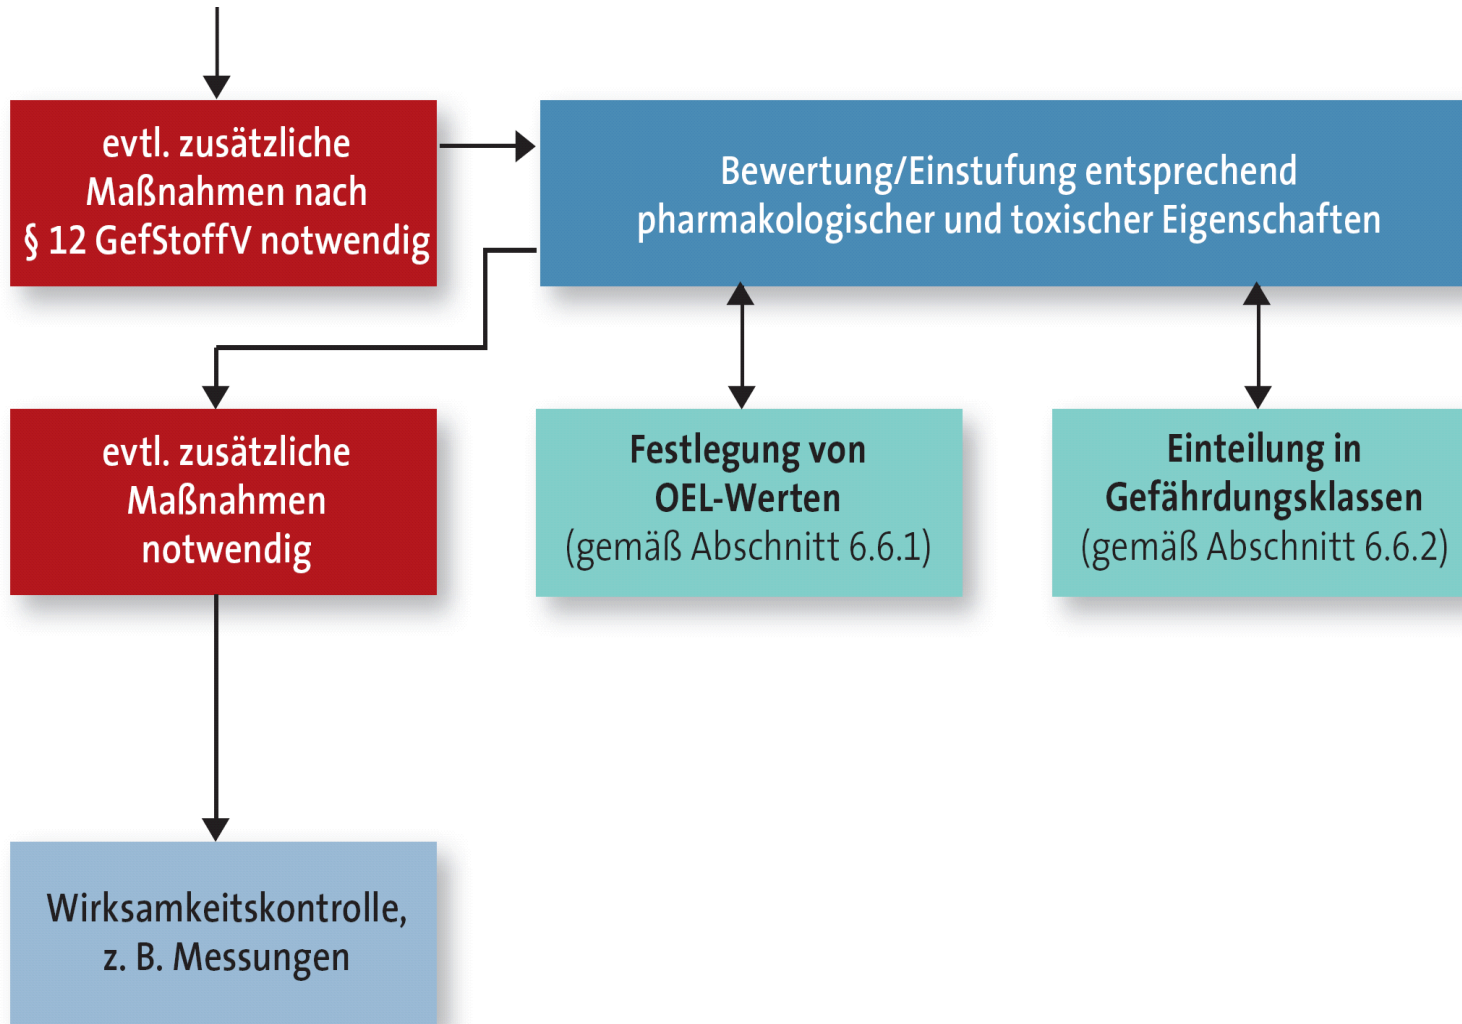 evtl. zusätzliche
Maßnahmen nach
§ 12 GefStoffV notwendig
Bewertung/Einstufung entsprechend
pharmakologischer und toxischer Eigenschaften
evtl. zusätzliche
Maßnahmen
notwendig
Festlegung von
OEL-Werten
(gemäß Abschnitt 6.6.1)
Einteilung in
Gefährdungsklassen
(gemäß Abschnitt 6.6.2)
Wirksamkeitskontrolle,
z. B. Messungen